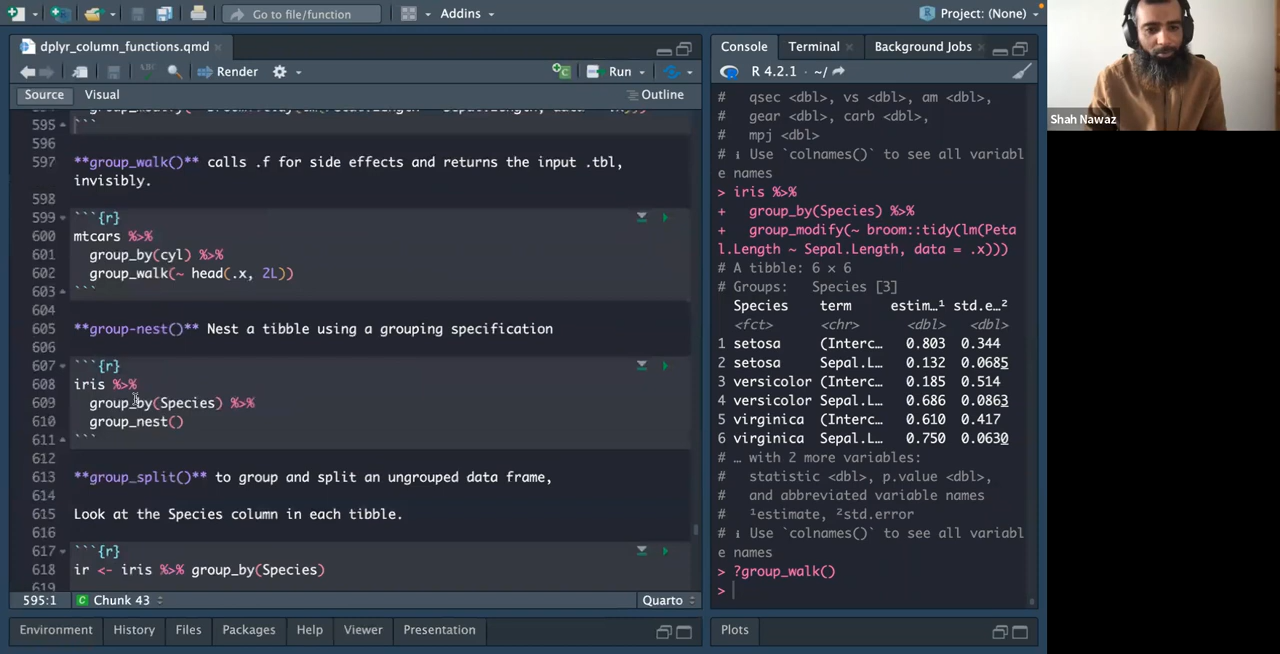 Go to file/function
Addins
Project: (None)
dplyr_column_functions.qmd
Render
Run
Source Visual
Outline
595 ```
596
597 **group_walk()** calls .f for side effects and returns the input .tbl,
invisibly.
598
599 ```{r}
600 mtcars %>%
601 group_by(cyl) %>%
602 group_walk(~ head(.x, 2L))
603 ```
604
605 **group-nest()** Nest a tibble using a grouping specification
606
607 ```{r}
608 iris %>%
609 group_by(Species) %>%
610 group_nest()
611 ```
612
613 **group_split()** to group and split an ungrouped data frame,
614
615 Look at the Species column in each tibble.
616
617 ```{r}
618 ir <- iris %>% group_by(Species)
619
595:1 Chunk 43 Quarto
Environment History Files Packages Help Viewer Presentation
Console Terminal Background Jobs
R 4.2.1 · ~/
# qsec <dbl>, vs <dbl>, am <dbl>,
# gear <dbl>, carb <dbl>,
# mpj <dbl>
# ℹ Use `colnames()` to see all variabl
e names
> iris %>%
+ group_by(Species) %>%
+ group_modify(~ broom::tidy(lm(Peta
l.Length ~ Sepal.Length, data = .x)))
# A tibble: 6 × 6
# Groups: Species [3]
Species term estim…¹ std.e…²
<fct> <chr> <dbl> <dbl>
1 setosa (Interc… 0.803 0.344
2 setosa Sepal.L… 0.132 0.0685
3 versicolor (Interc… 0.185 0.514
4 versicolor Sepal.L… 0.686 0.0863
5 virginica (Interc… 0.610 0.417
6 virginica Sepal.L… 0.750 0.0630
# … with 2 more variables:
# statistic <dbl>, p.value <dbl>,
# and abbreviated variable names
# ¹estimate, ²std.error
# ℹ Use `colnames()` to see all variabl
e names
> ?group_walk()
>
Plots
Shah Nawaz